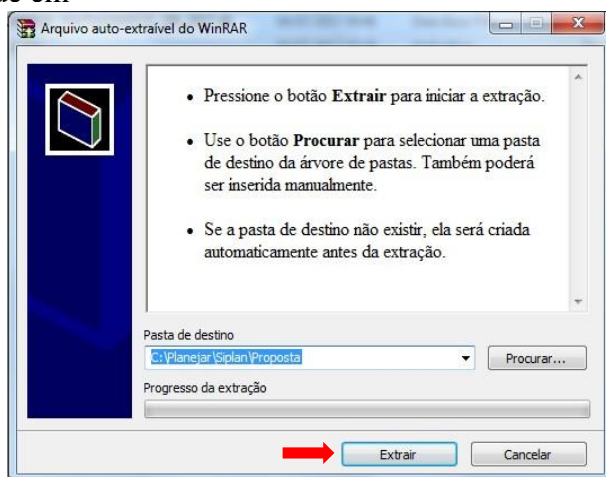 Arquivo auto-extraível do WinRAR
• Pressione o botão Extrair para iniciar a extração.
• Use o botão Procurar para selecionar uma pasta
de destino da árvore de pastas. Também poderá
ser inserida manualmente.
• Se a pasta de destino não existir, ela será criada
automaticamente antes da extração.
Pasta de destino
C:\Planejar\Siplan\Proposta
Procurar...
Progresso da extração
Extrair
Cancelar